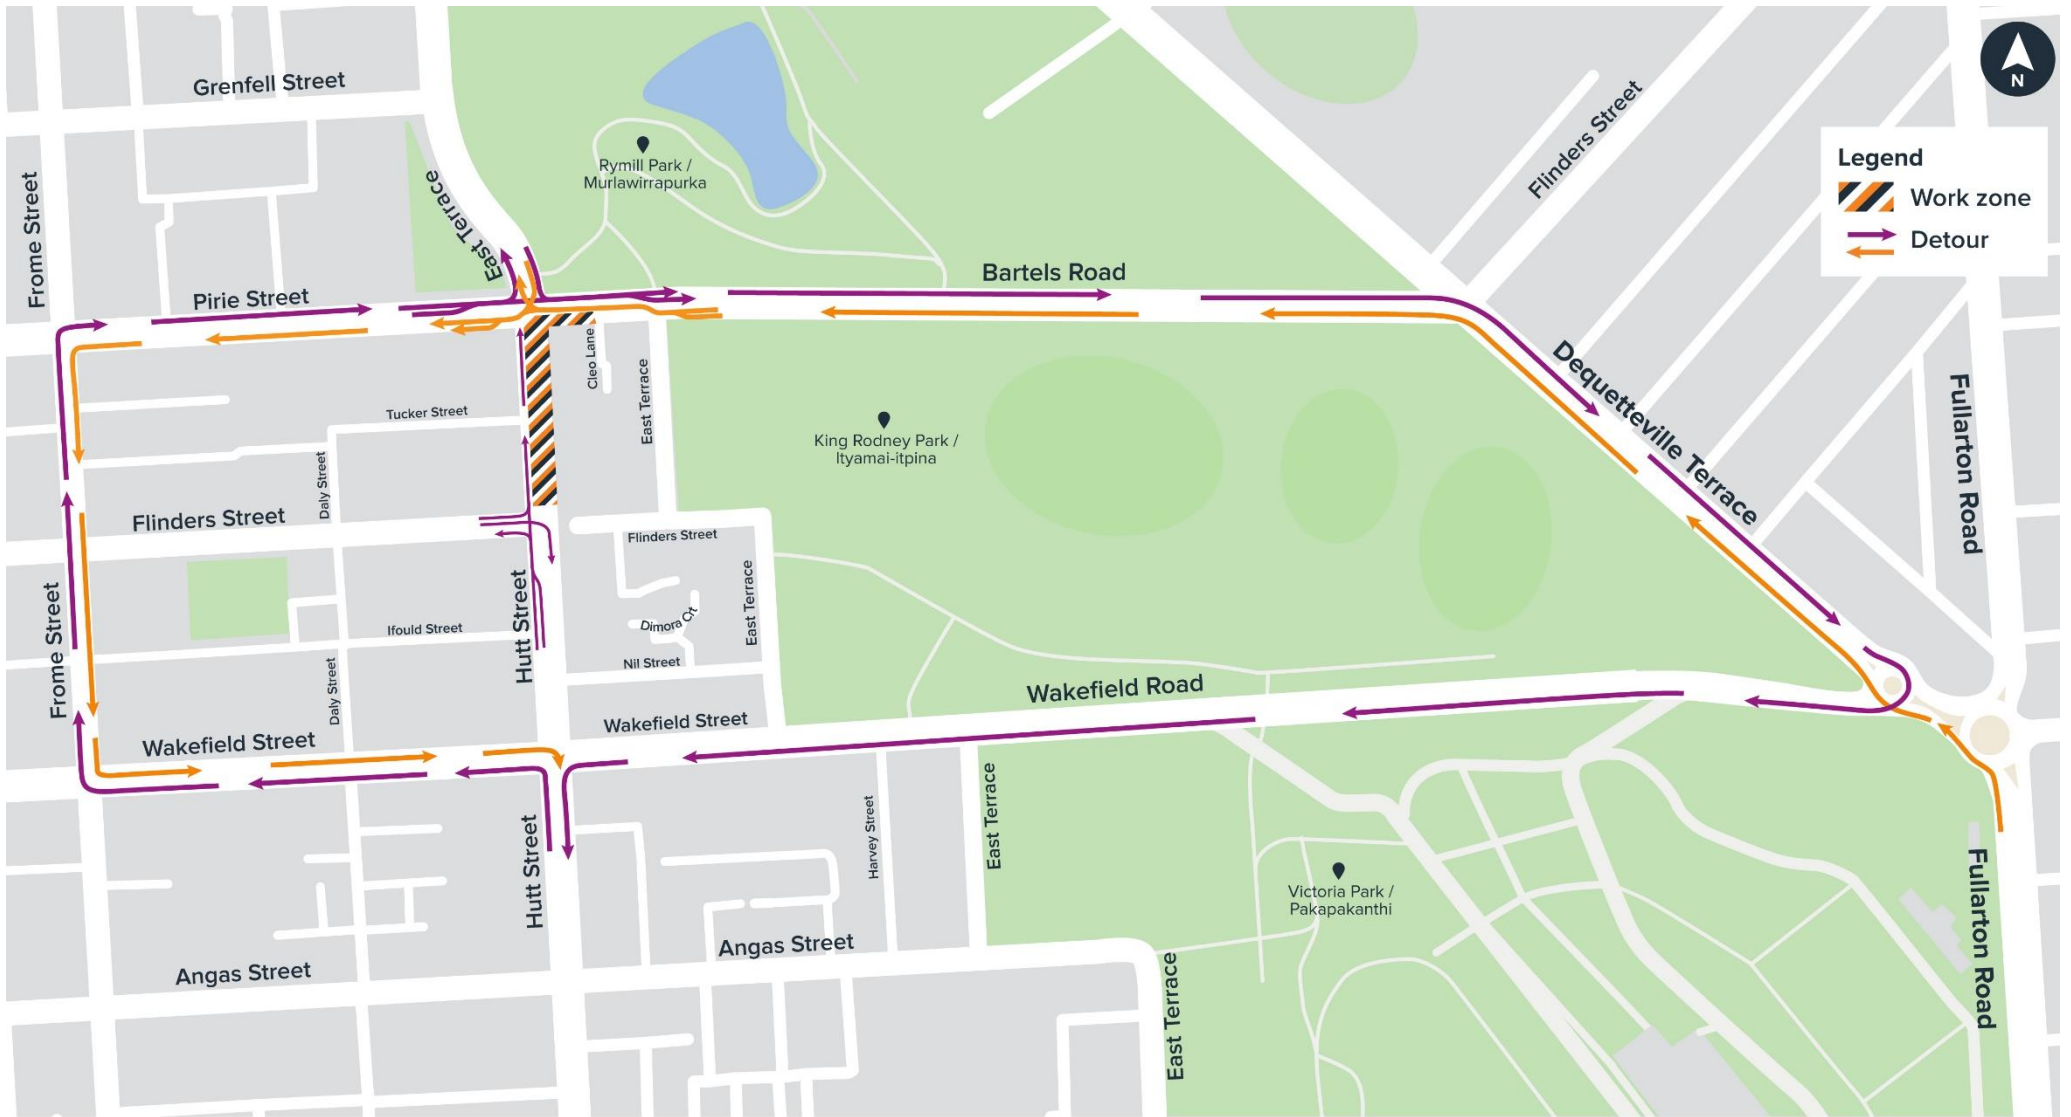 Grenfell Street
N
Flinders Street
Legend
Work zone
Detour
Rymill Park /
Murlawirrapurka
Frome Street
East Terrace
Pirie Street
Bartels Road
Cleo Lane
East Terrace
Dequetteville Terrace
Fullarton Road
Tucker Street
King Rodney Park /
Ityamai-itpina
Daly Street
Flinders Street
Flinders Street
Hutt Street
East Terrace
Dimora Crt
Ifould Street
Nil Street
Frome Street
Daly Street
Wakefield Road
Wakefield Street
Wakefield Street
Hutt Street
Harvey Street
East Terrace
Victoria Park /
Pakapakanthi
Fullarton Road
Angas Street
Angas Street
East Terrace